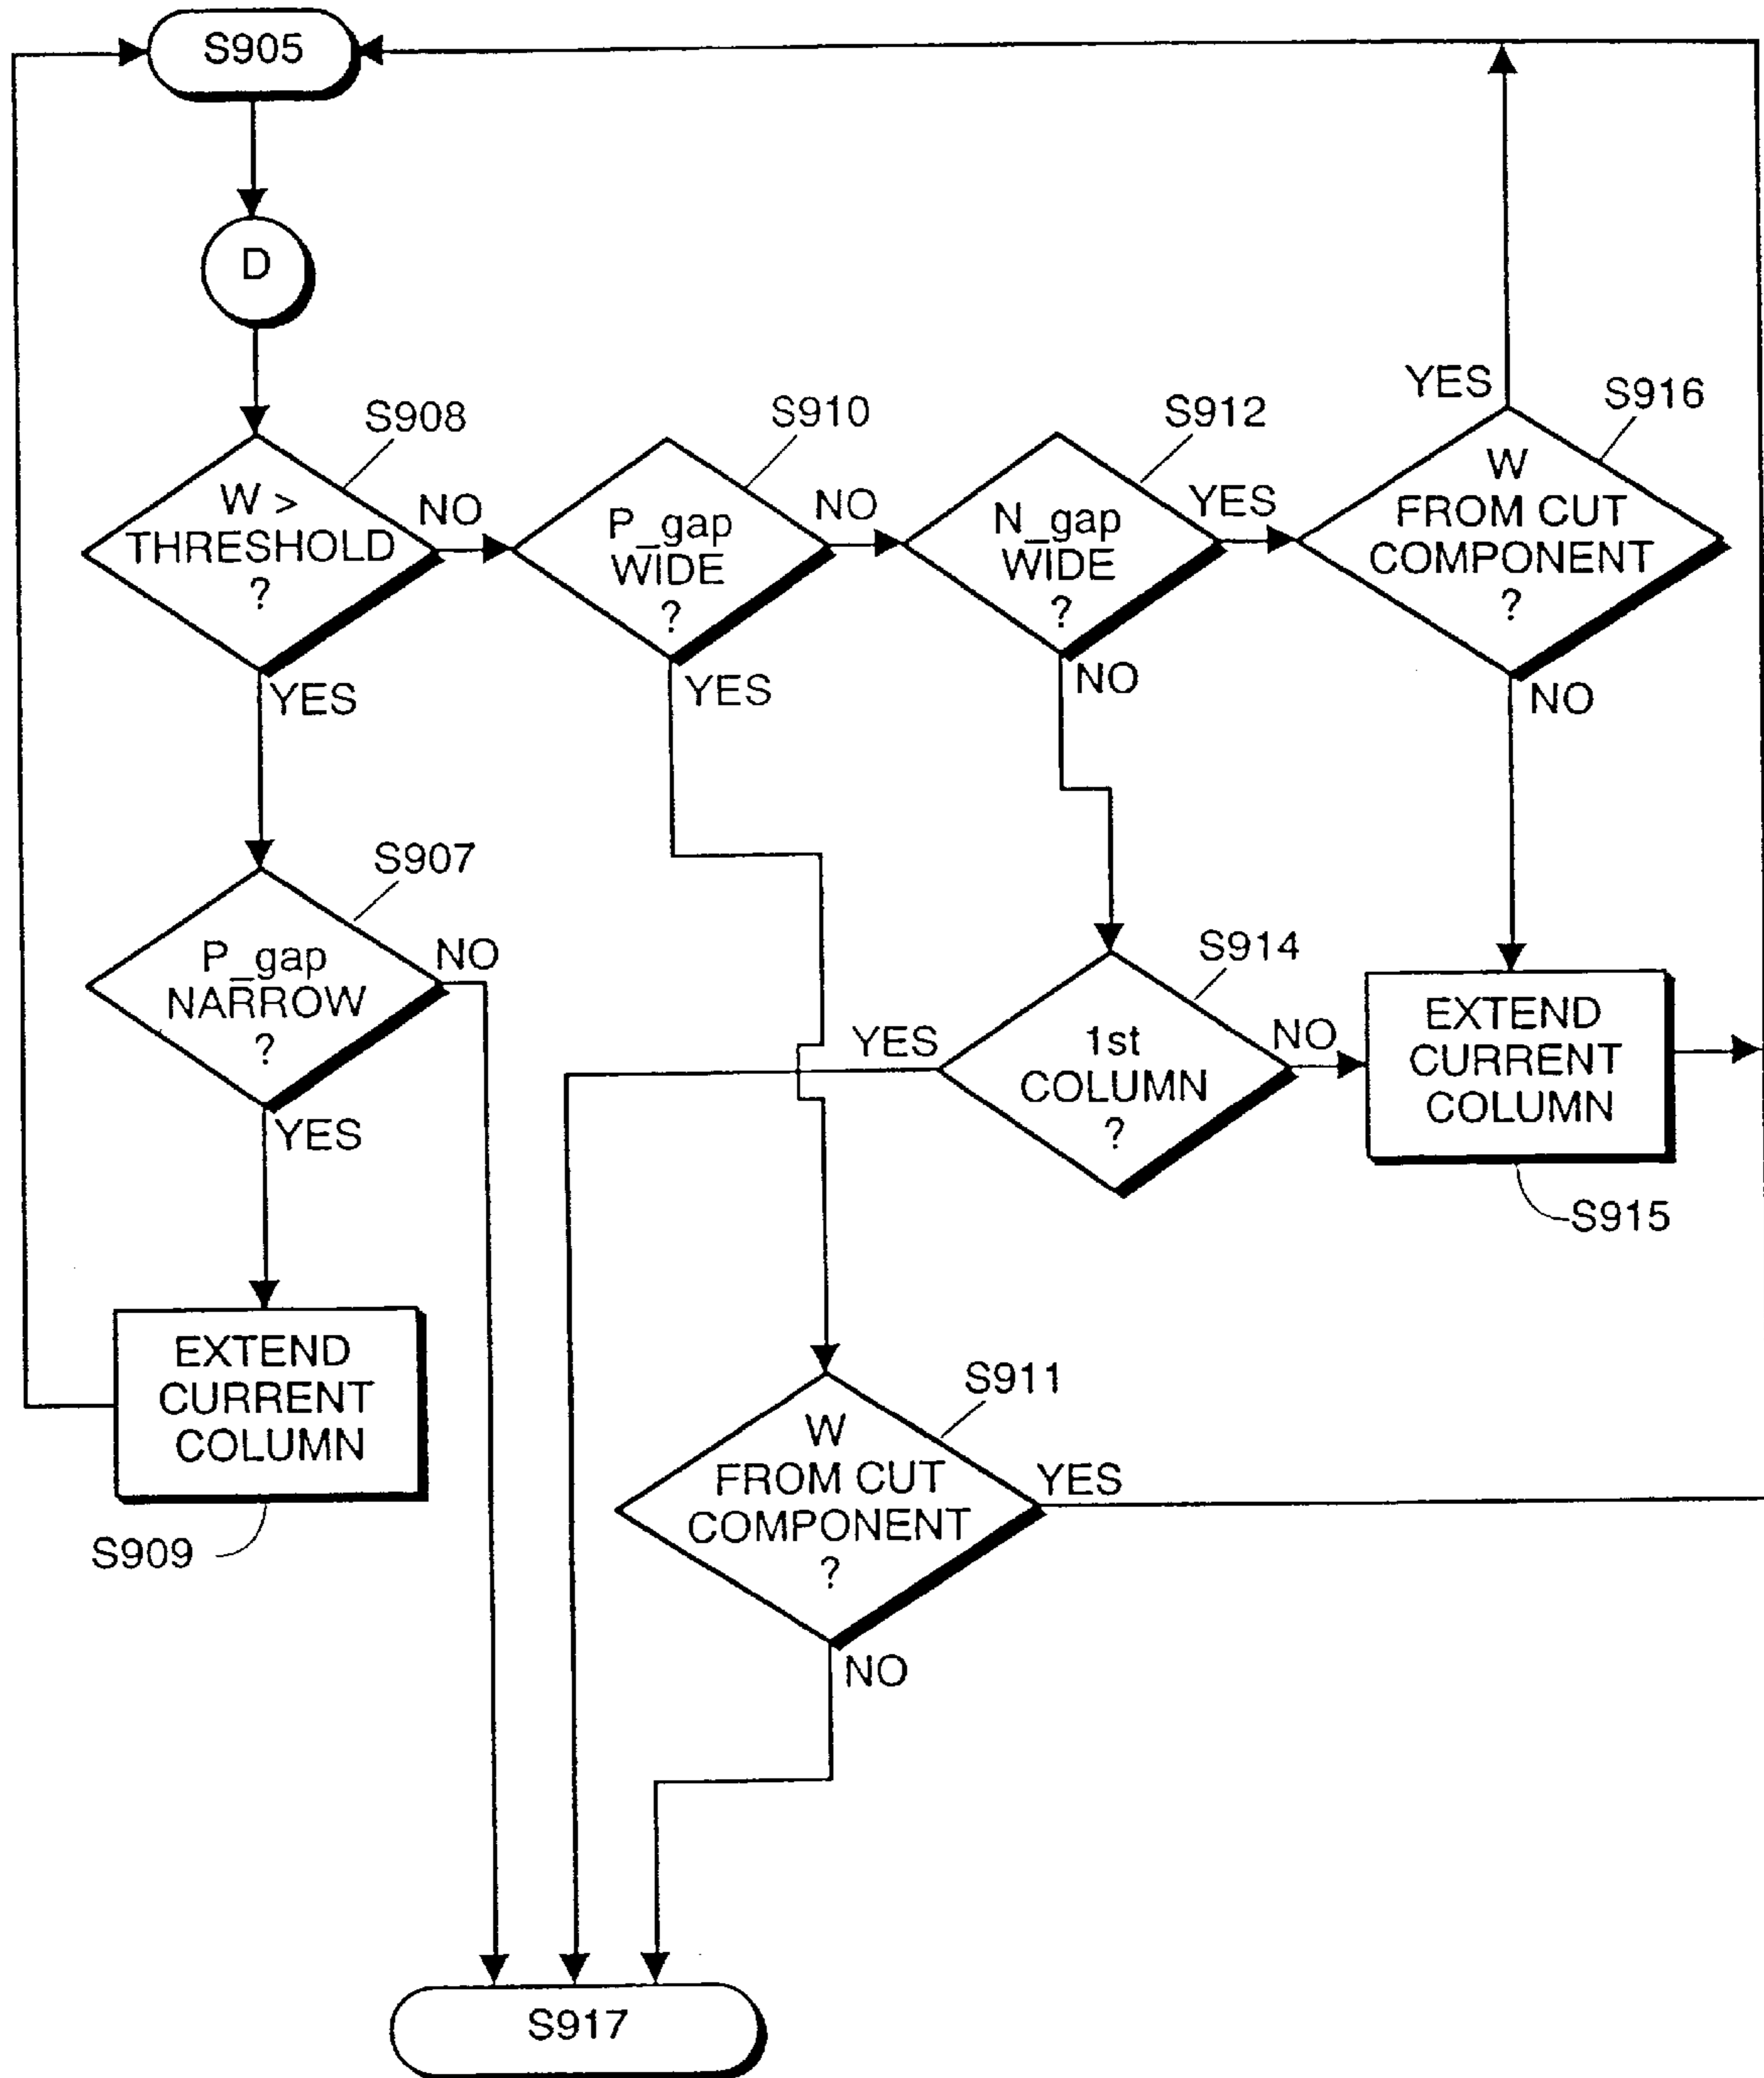 S905
D
S908
W >
THRESHOLD
?
NO
YES
S910
P_gap
WIDE
?
NO
YES
S912
N_gap
WIDE
?
YES
NO
S916
YES
W
FROM CUT
COMPONENT
?
NO
S907
P_gap
NARROW
?
NO
YES
S914
1st
COLUMN
?
YES
NO
EXTEND
CURRENT
COLUMN
S915
EXTEND
CURRENT
COLUMN
S909
S911
W
FROM CUT
COMPONENT
?
YES
NO
S917